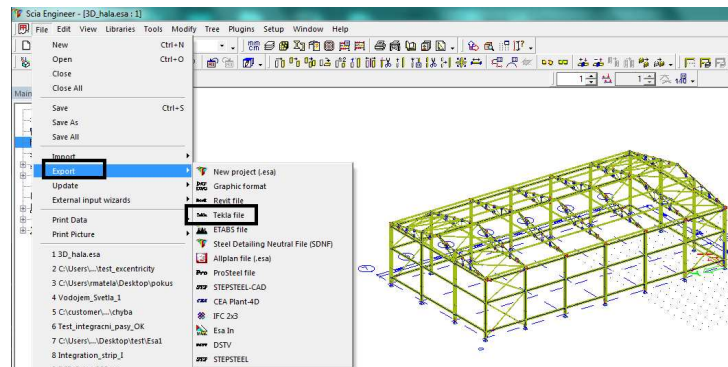 Scia Engineer - [3D_hala.esa : 1]
File Edit View Libraries Tools Modify Tree Plugins Setup Window Help
New Ctrl+N
Open Ctrl+O
Close
Close All
Main
Save Ctrl+S
Save As
Save All
Import
Export
Update
External input wizards
Print Data
Print Picture
1 3D_hala.esa
2 C:\Users\...\test_excentricity
3 C:\Users\rmatela\Desktop\pokus
4 Vodojem_Svetla_1
5 C:\customer\...\chyba
6 Test_integracni_pasy_OK
7 C:\Users\...\Desktop\test\Esa1
8 Integration_strip_I
New project (.esa)
Graphic format
Revit file
Tekla file
ETABS file
Steel Detailing Neutral File (SDNF)
Allplan file (.esa)
Pro ProSteel file
STEPSTEEL-CAD
CEA Plant-4D
IFC 2x3
Esa In
DSTV
STEPSTEEL
1
1